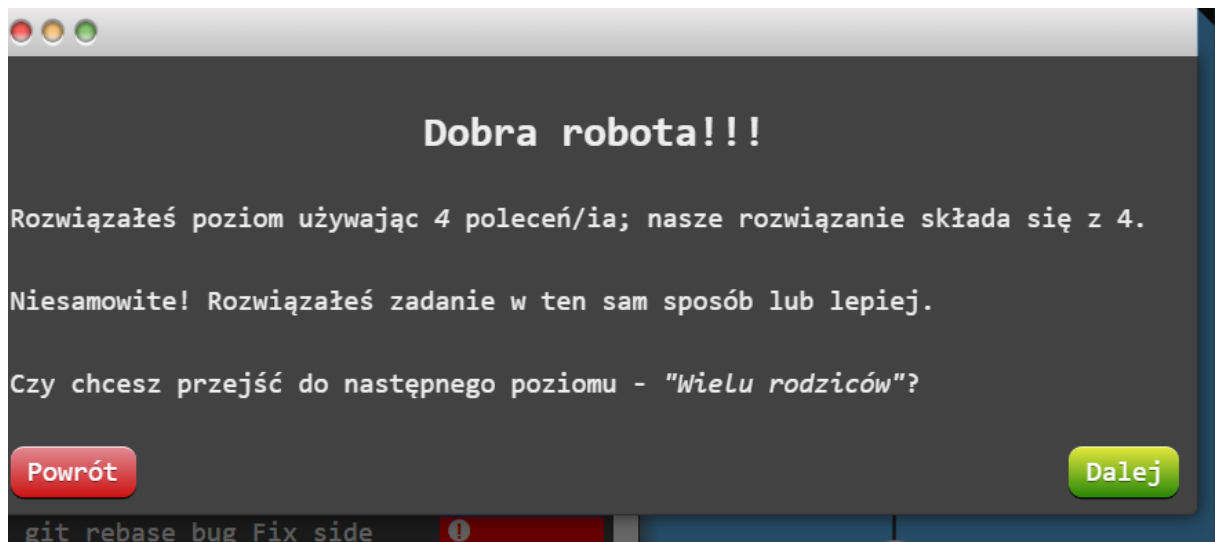 Dobra robota!!!
Rozwiązałeś poziom używając 4 poleceń/ia; nasze rozwiązanie składa się z 4.
Niesamowite! Rozwiązałeś zadanie w ten sam sposób lub lepiej.
Czy chcesz przejść do następnego poziomu - "Wielu rodziców"?
Powrót
Dalej
git rebase bug Fix side